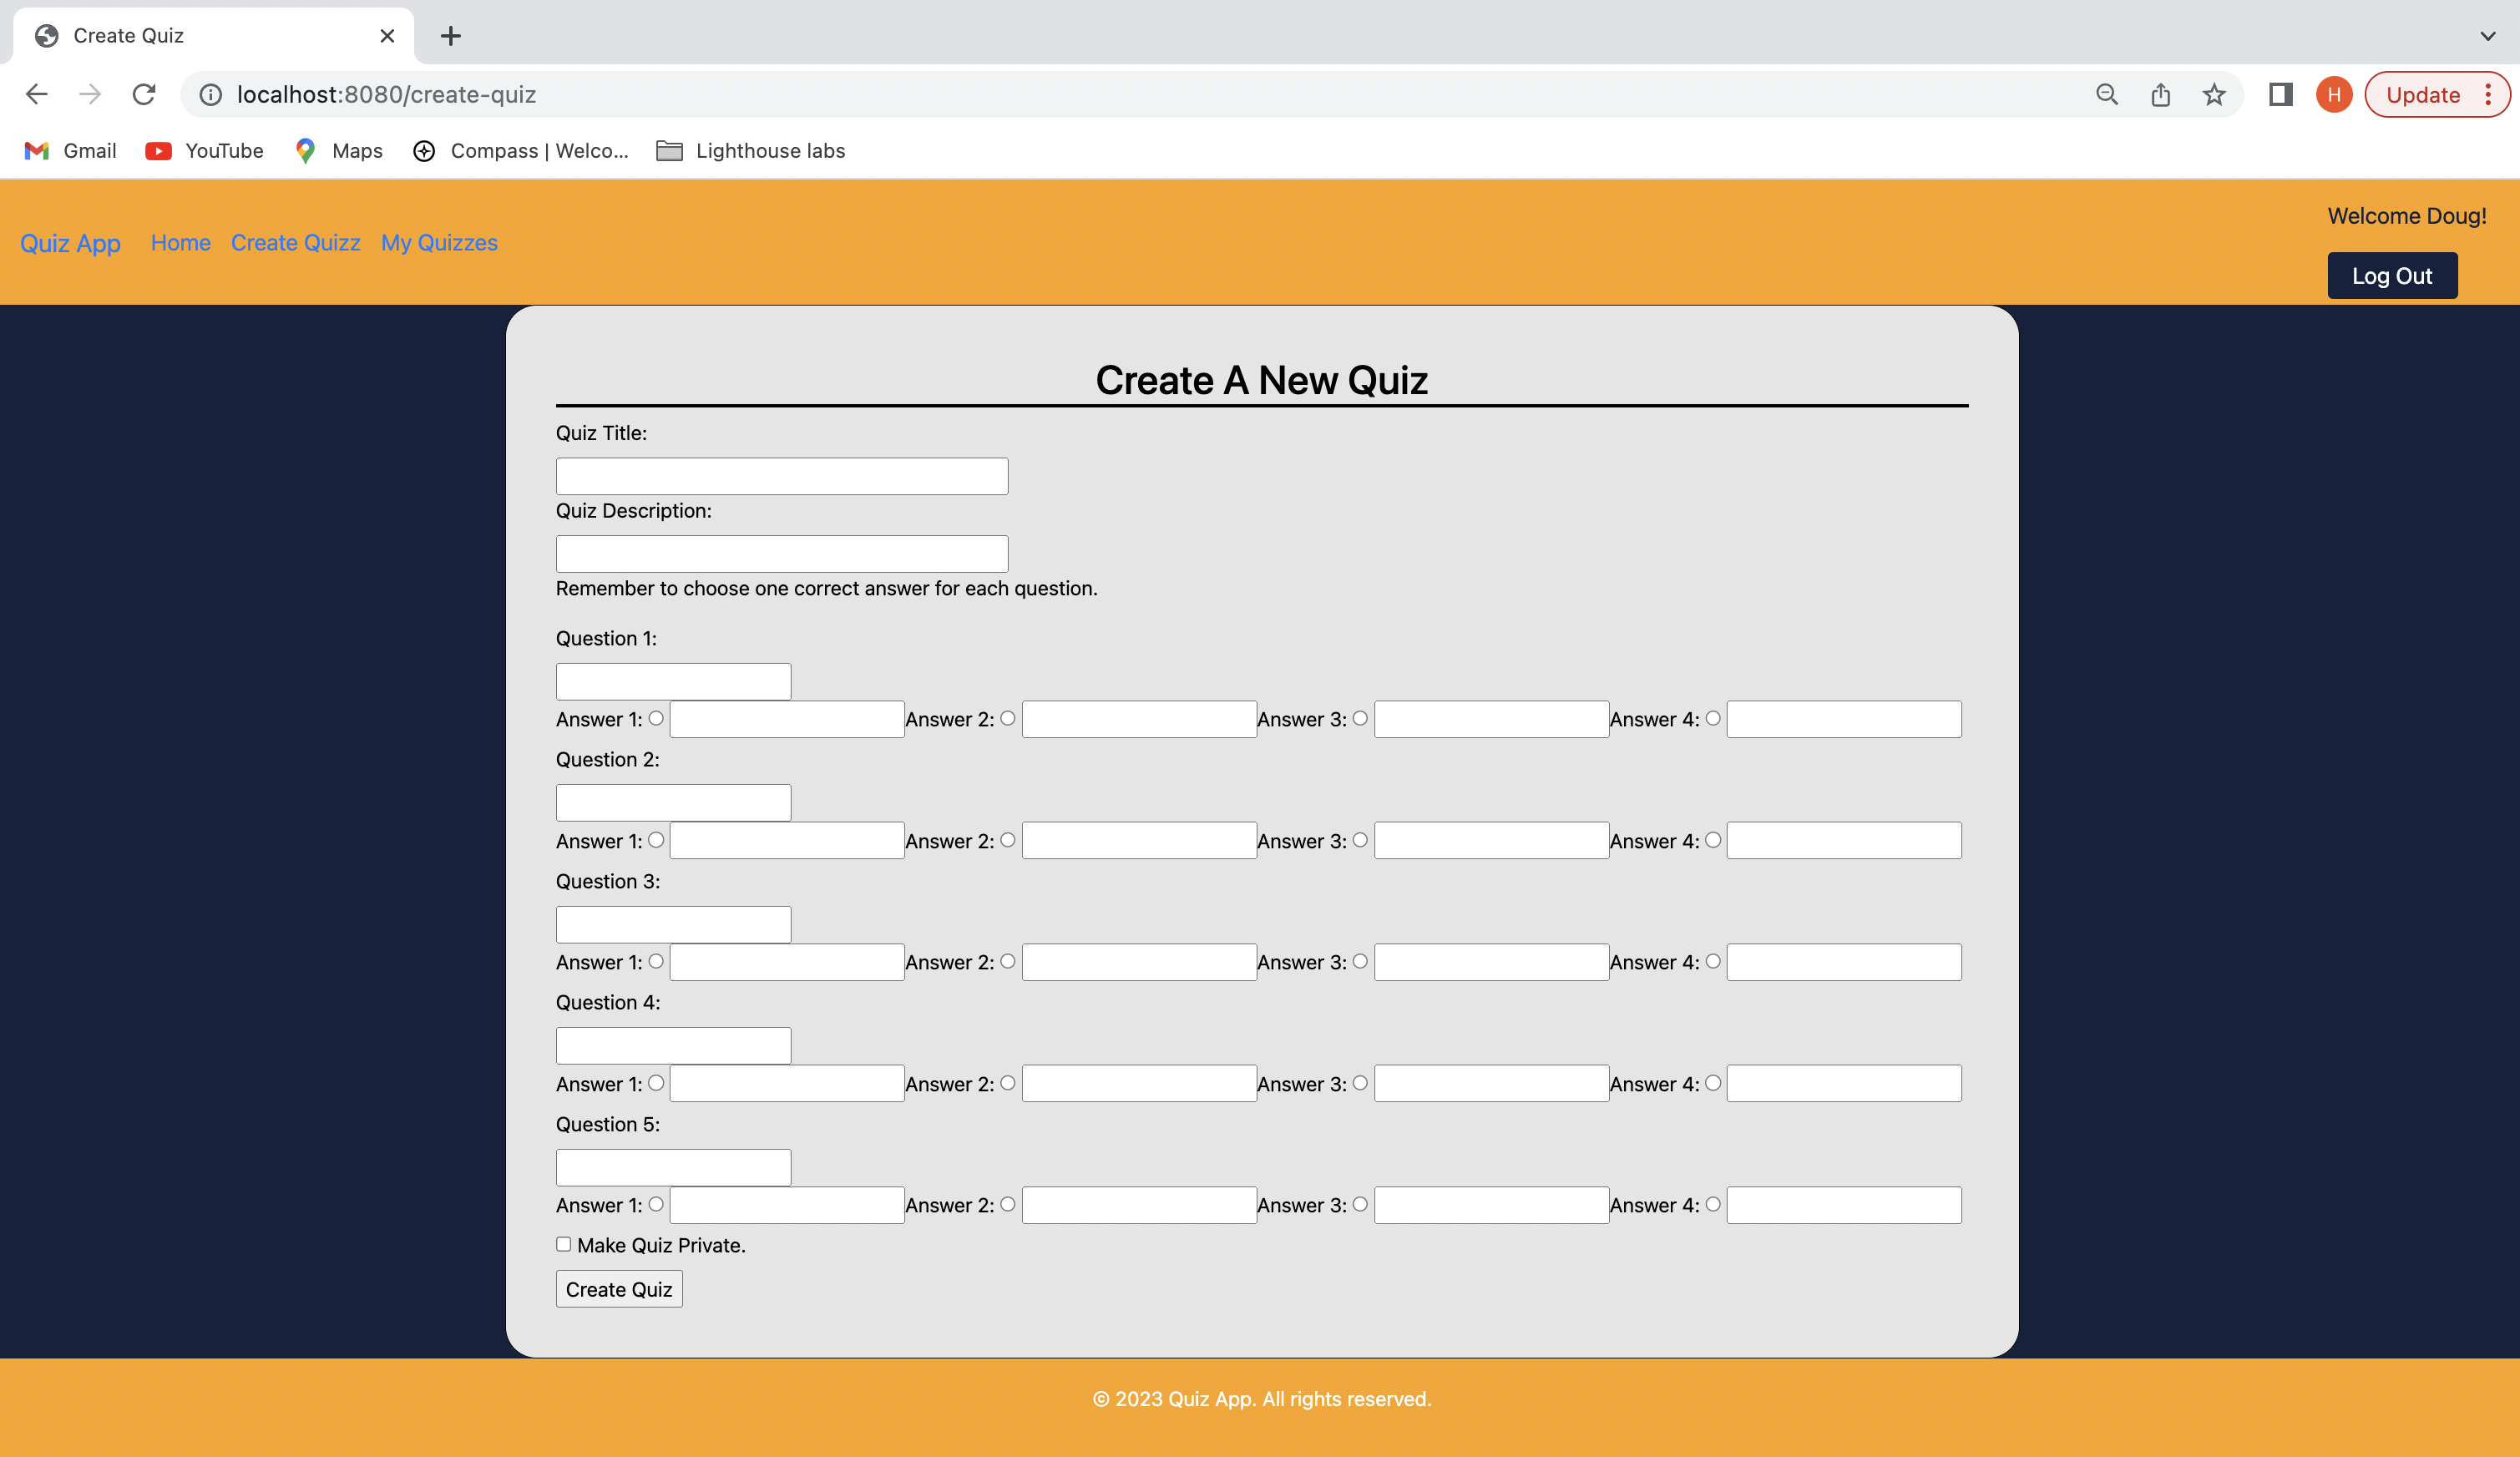 Create Quiz
localhost:8080/create-quiz
H
Update
Gmail YouTube Maps Compass | Welco... Lighthouse labs
Welcome Doug!
Quiz App Home Create Quizz My Quizzes
Log Out
Create A New Quiz
Quiz Title:
Quiz Description:
Remember to choose one correct answer for each question.
Question 1:
Answer 1: Answer 2: Answer 3: Answer 4:
Question 2:
Answer 1: Answer 2: Answer 3: Answer 4:
Question 3:
Answer 1: Answer 2: Answer 3: Answer 4:
Question 4:
Answer 1: Answer 2: Answer 3: Answer 4:
Question 5:
Answer 1: Answer 2: Answer 3: Answer 4:
Make Quiz Private.
Create Quiz
© 2023 Quiz App. All rights reserved.